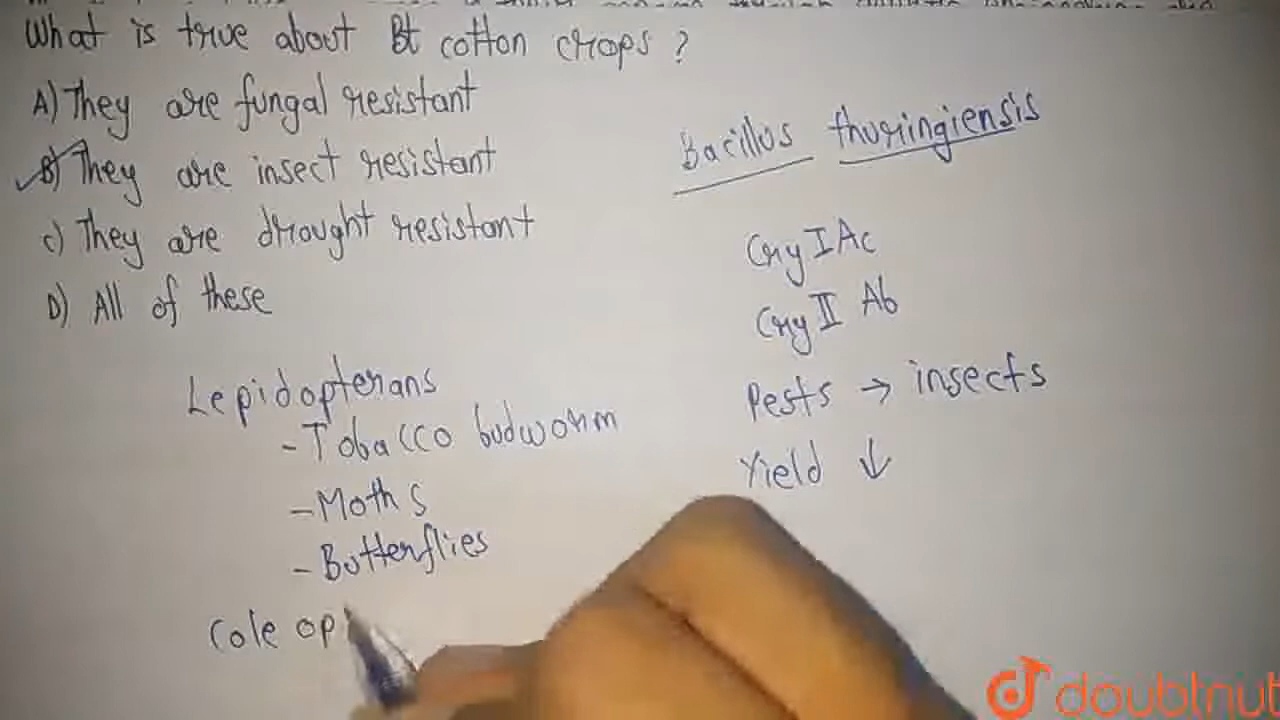 What is true about Bt cotton crops ?
A) They are fungal resistant
B) They are insect resistant
C) They are drought resistant
D) All of these
Bacillus thuringiensis
Cry I Ac
Cry II Ab
Pests → insects
Yield ↓
Lepidopterans
- Tobacco budworm
- Moths
- Butterflies
Cole op
doubtnut